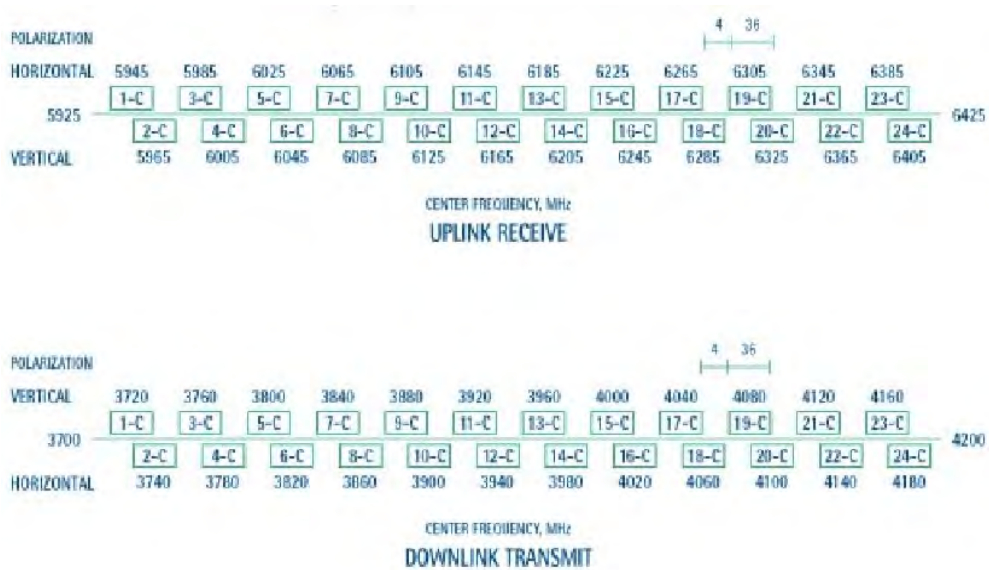 4 36
POLARIZATION
HORIZONTAL 5945 5985 6025 6065 6105 6145 6185 6225 6265 6305 6345 6385
1-C 3-C 5-C 7-C 9-C 11-C 13-C 15-C 17-C 19-C 21-C 23-C
5925 6425
2-C 4-C 6-C 8-C 10-C 12-C 14-C 16-C 18-C 20-C 22-C 24-C
VERTICAL 5965 6005 6045 6085 6125 6165 6205 6245 6285 6325 6365 6405
CENTER FREQUENCY, MHz
UPLINK RECEIVE
4 36
POLARIZATION
VERTICAL 3720 3760 3800 3840 3880 3920 3960 4000 4040 4080 4120 4160
1-C 3-C 5-C 7-C 9-C 11-C 13-C 15-C 17-C 19-C 21-C 23-C
3700 4200
2-C 4-C 6-C 8-C 10-C 12-C 14-C 16-C 18-C 20-C 22-C 24-C
HORIZONTAL 3740 3780 3820 3860 3900 3940 3980 4020 4060 4100 4140 4180
CENTER FREQUENCY, MHz
DOWNLINK TRANSMIT